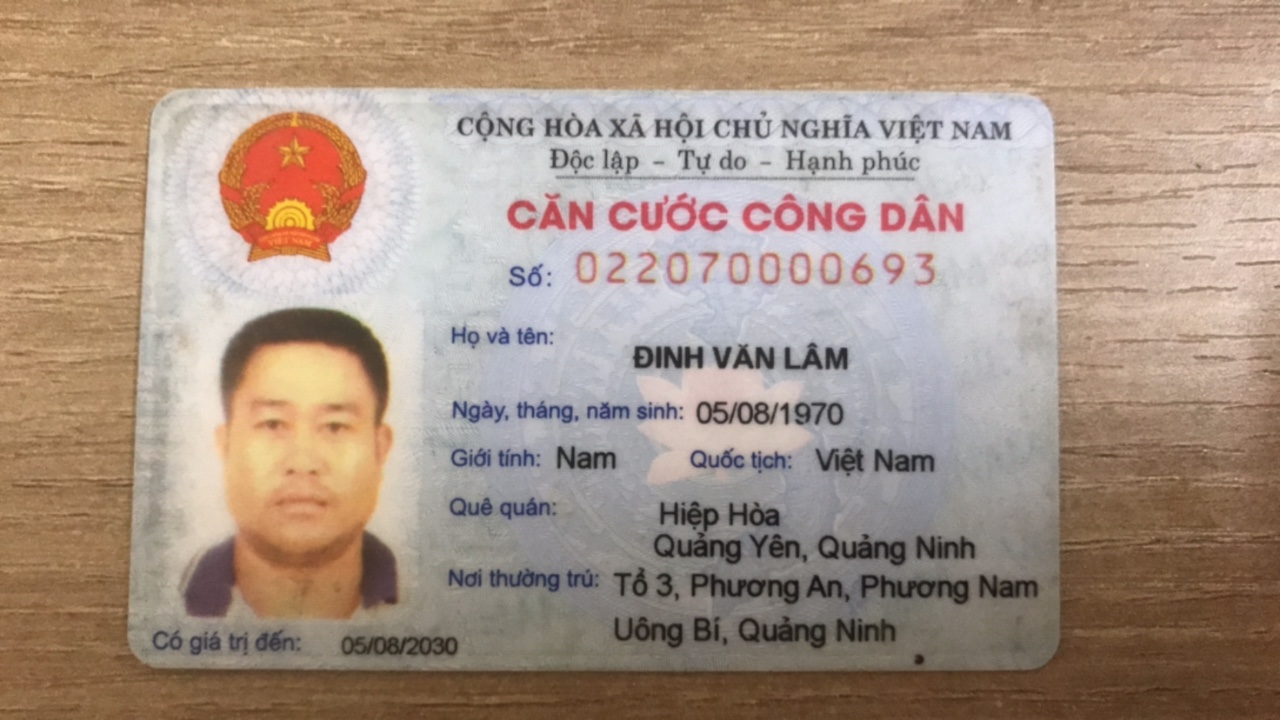 CỘNG HÒA XÃ HỘI CHỦ NGHĨA VIỆT NAM
Độc lập - Tự do - Hạnh phúc
CĂN CƯỚC CÔNG DÂN
Số: 022070000693
Họ và tên:
ĐINH VĂN LÂM
Ngày, tháng, năm sinh: 05/08/1970
Giới tính: Nam Quốc tịch: Việt Nam
Quê quán: Hiệp Hòa
Quảng Yên, Quảng Ninh
Nơi thường trú: Tổ 3, Phương An, Phương Nam
Uông Bí, Quảng Ninh
Có giá trị đến: 05/08/2030
VIỆT NAM